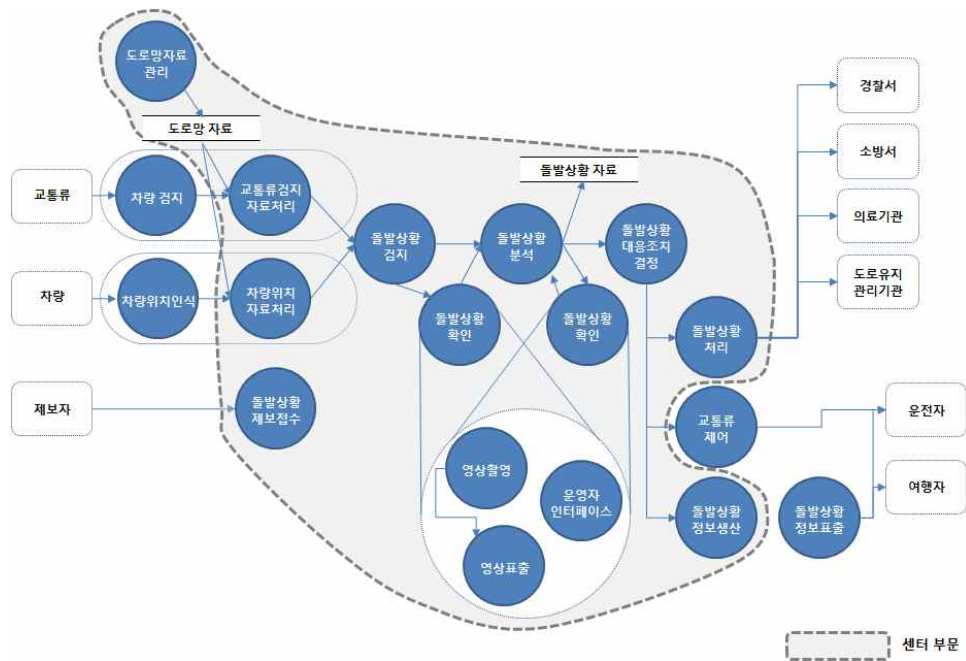 도로망자료
관리
도로망 자료
교통류
차량 검지
교통류검지
자료처리
차량
차량위치인식
차량위치
자료처리
제보자
돌발상황
제보접수
돌발상황
검지
돌발상황
확인
돌발상황
분석
돌발상황 자료
돌발상황
확인
돌발상황
대응조치
결정
돌발상황
처리
교통류
제어
돌발상황
정보생산
돌발상황
정보표출
영상촬영
운영자
인터페이스
영상표출
경찰서
소방서
의료기관
도로유지
관리기관
운전자
여행자
센터 부문